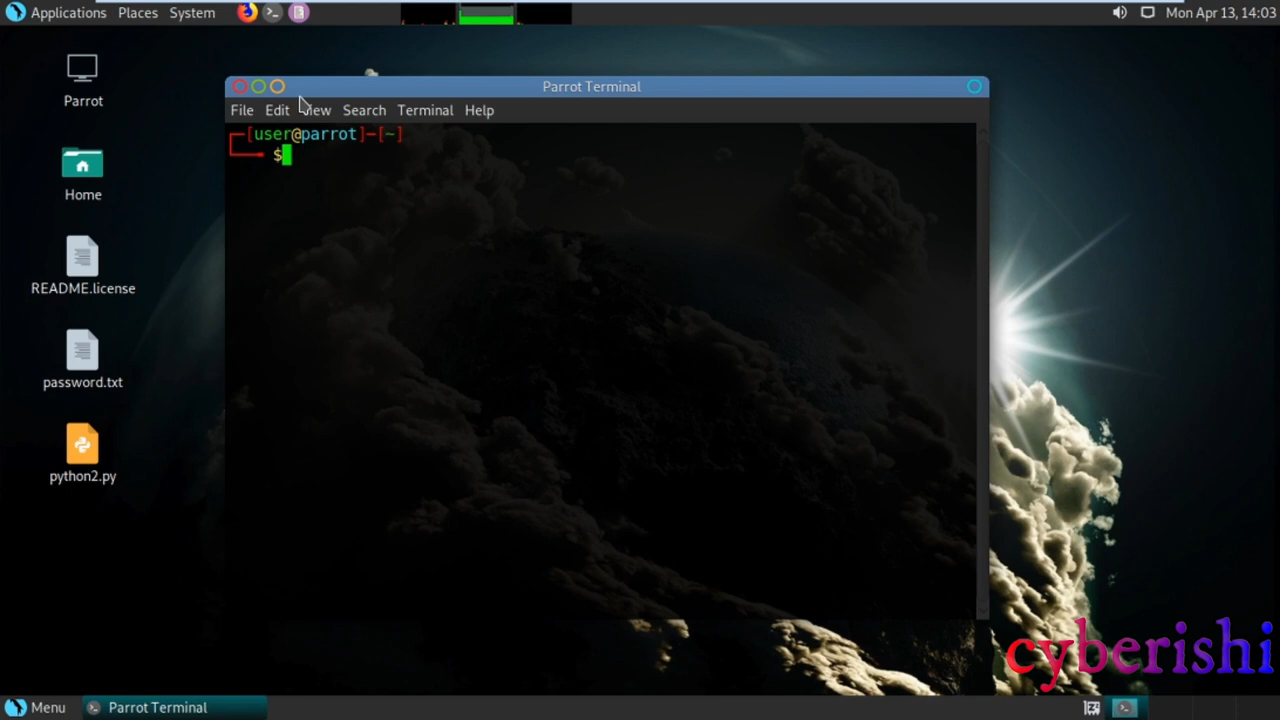 Applications Places System
Mon Apr 13, 14:03
Parrot
Home
README.license
password.txt
python2.py
Parrot Terminal
File Edit View Search Terminal Help
[user@parrot]-[~]
$
cyberishi
Menu Parrot Terminal